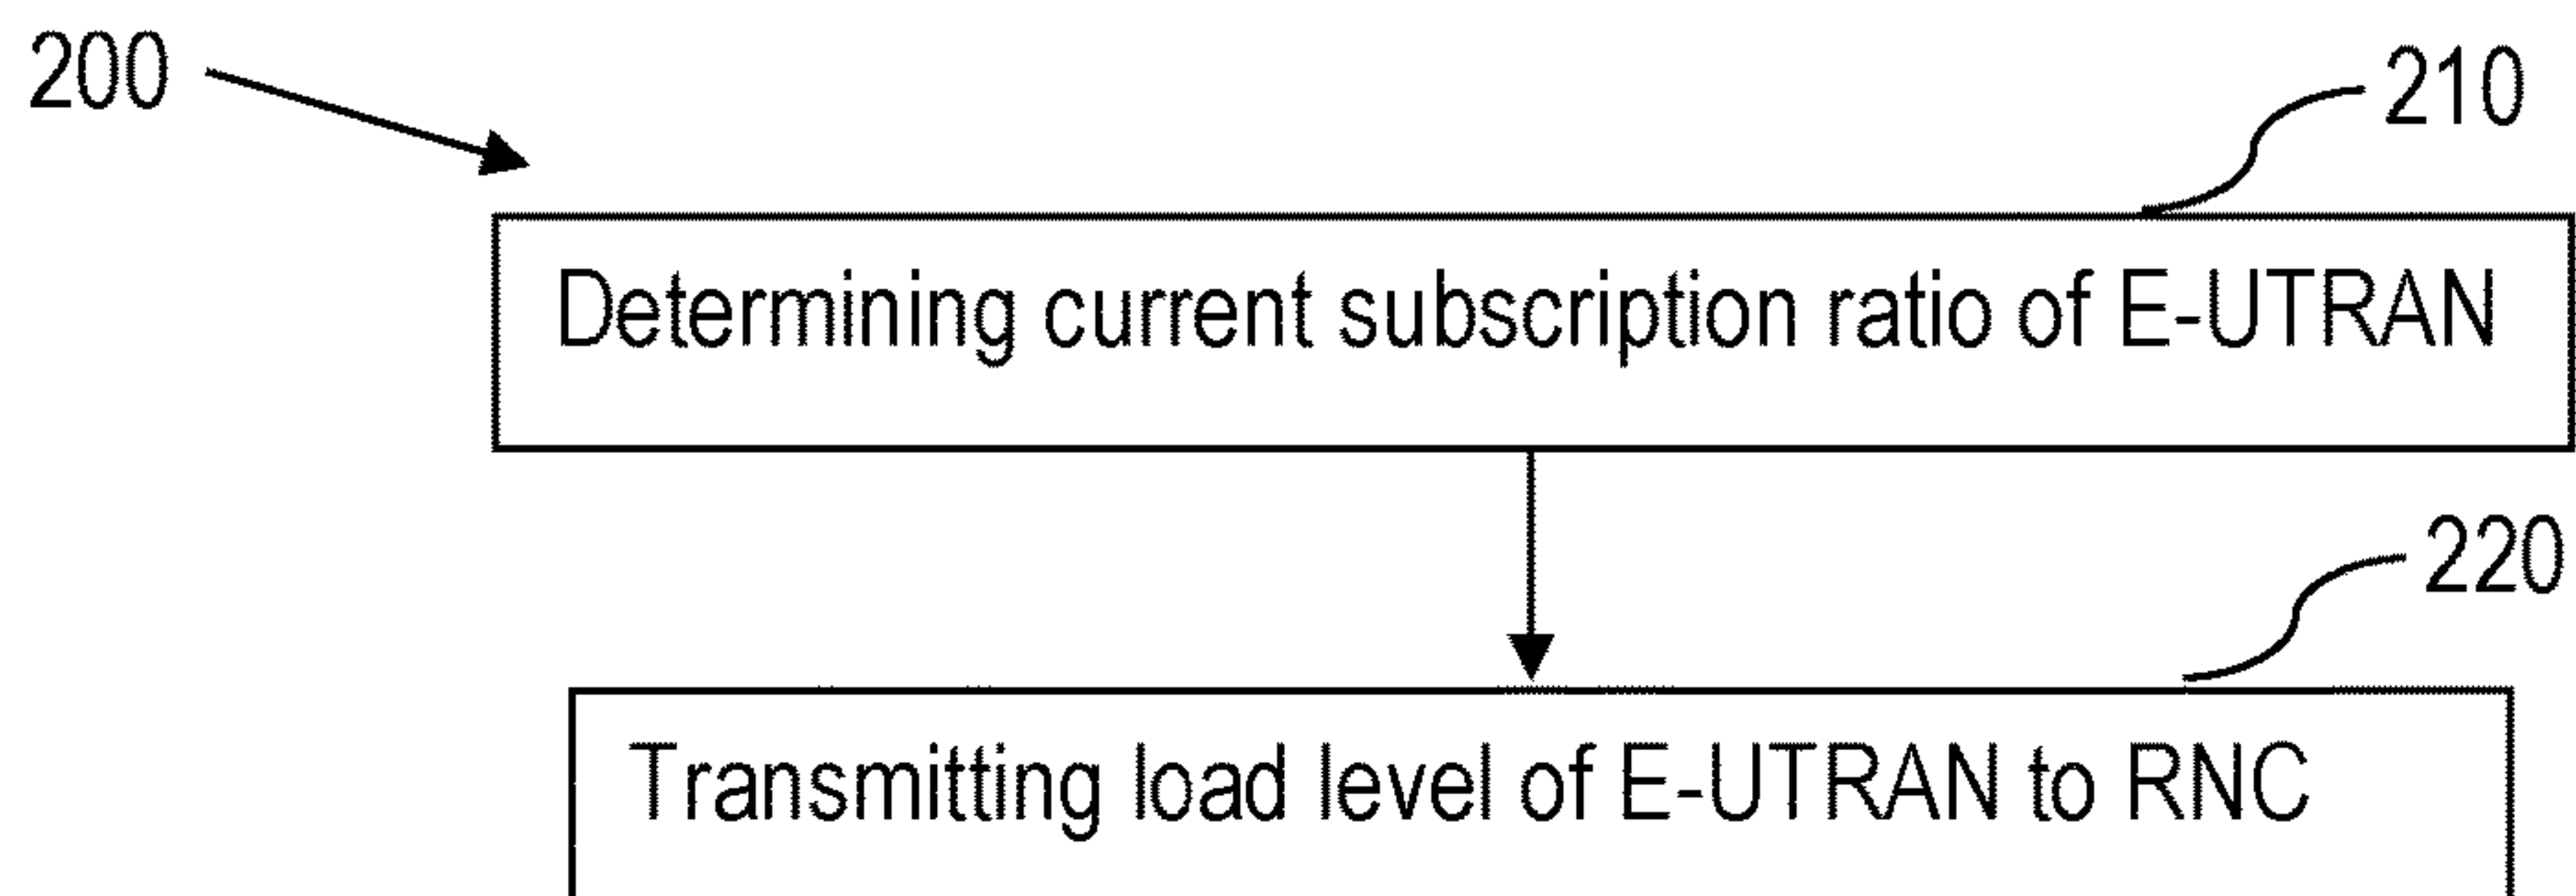 200
210
Determining current subscription ratio of E-UTRAN
220
Transmitting load level of E-UTRAN to RNC